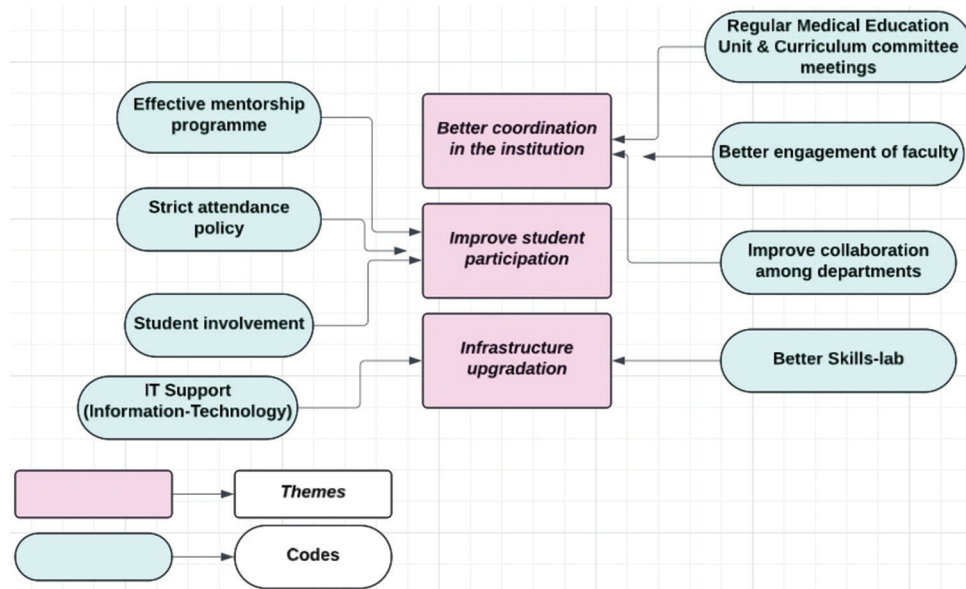 Regular Medical Education
Unit & Curriculum committee
meetings
Effective mentorship
programme
Better coordination
in the institution
Better engagement of faculty
Strict attendance
policy
Improve student
participation
Improve collaboration
among departments
Student involvement
Infrastructure
upgradation
Better Skills-lab
IT Support
(Information-Technology)
Themes
Codes